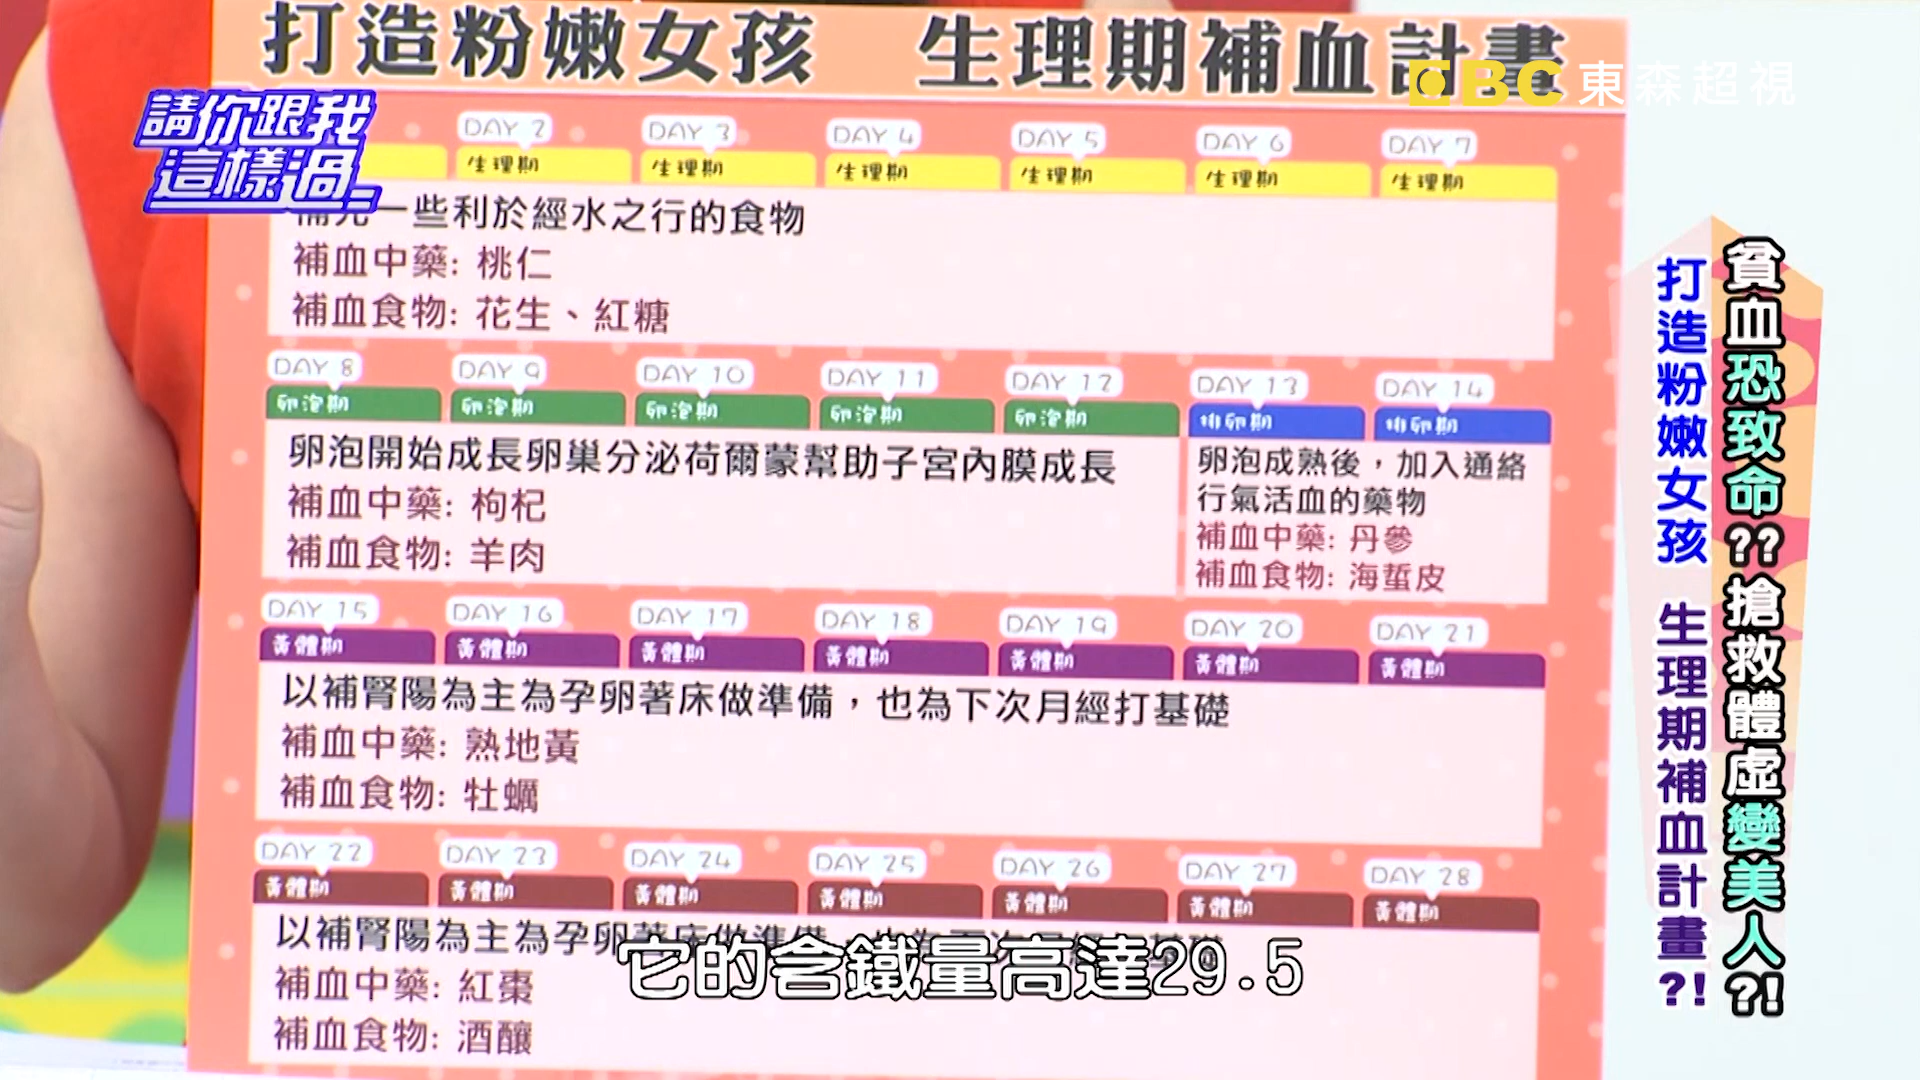 打造粉嫩女孩 生理期補血計畫
EBC 東森超視
請你跟我
這樣過
DAY 2 DAY 3 DAY 4 DAY 5 DAY 6 DAY 7
生理期 生理期 生理期 生理期 生理期 生理期
補充一些利於經水之行的食物
補血中藥: 桃仁
補血食物: 花生、紅糖
DAY 8 DAY 9 DAY 10 DAY 11 DAY 12 DAY 13 DAY 14
卵泡期 卵泡期 卵泡期 卵泡期 卵泡期 排卵期 排卵期
卵泡開始成長卵巢分泌荷爾蒙幫助子宮內膜成長
補血中藥: 枸杞
補血食物: 羊肉
卵泡成熟後，加入通絡
行氣活血的藥物
補血中藥: 丹參
補血食物: 海蜇皮
DAY 15 DAY 16 DAY 17 DAY 18 DAY 19 DAY 20 DAY 21
黃體期 黃體期 黃體期 黃體期 黃體期 黃體期 黃體期
以補腎陽為主為孕卵著床做準備，也為下次月經打基礎
補血中藥: 熟地黃
補血食物: 牡蠣
DAY 22 DAY 23 DAY 24 DAY 25 DAY 26 DAY 27 DAY 28
黃體期 黃體期 黃體期 黃體期 黃體期 黃體期 黃體期
以補腎陽為主為孕卵著床做準備，也為下次月經打基礎
補血中藥: 紅棗
補血食物: 酒釀
它的含鐵量高達29.5
貧血恐致命??搶救體虛變美人?!
打造粉嫩女孩 生理期補血計畫?!